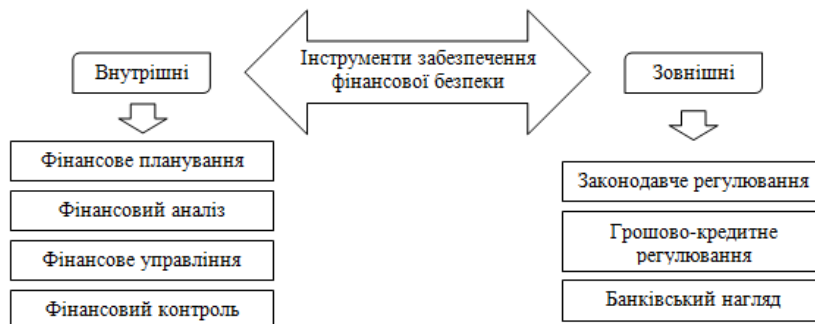 Інструменти забезпечення
фінансової безпеки
Внутрішні
Фінансове планування
Фінансовий аналіз
Фінансове управління
Фінансовий контроль
Зовнішні
Законодавче регулювання
Грошово-кредитне
регулювання
Банківський нагляд